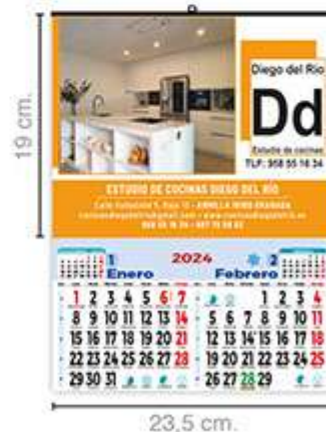 19 cm.
Diego del Río
Dd
Estudio de cocinas
TLF: 958 55 16 34
ESTUDIO DE COCINAS DIEGO DEL RÍO
2024
1
Enero
2
Febrero
1 2 3 4 5 6 7
8 9 10 11 12 13 14
15 16 17 18 19 20 21
22 23 24 25 26 27 28
29 30 31
1 2 3 4
5 6 7 8 9 10 11
12 13 14 15 16 17 18
19 20 21 22 23 24 25
26 27 28 29
23,5 cm.